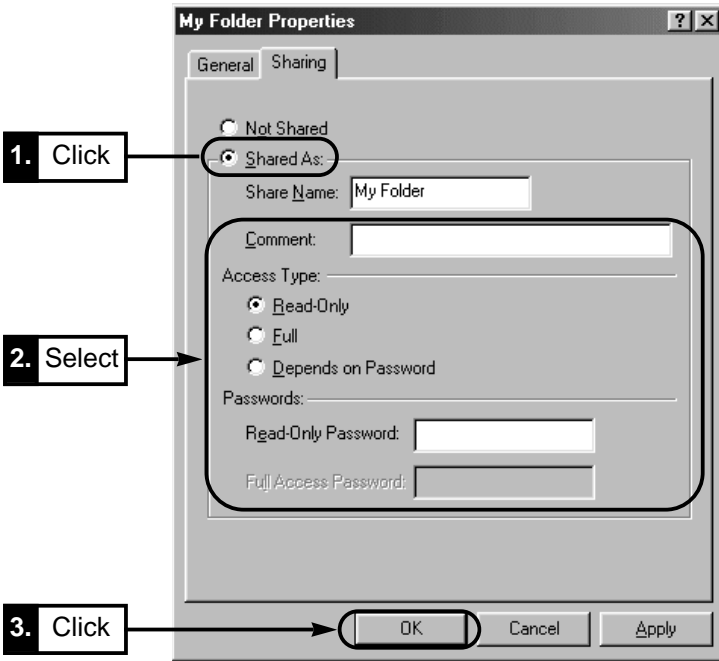 My Folder Properties
General Sharing
Not Shared
1. Click
Shared As:
Share Name: My Folder
Comment:
Access Type:
Read-Only
2. Select
Full
Depends on Password
Passwords:
Read-Only Password:
Full Access Password:
3. Click
OK Cancel Apply